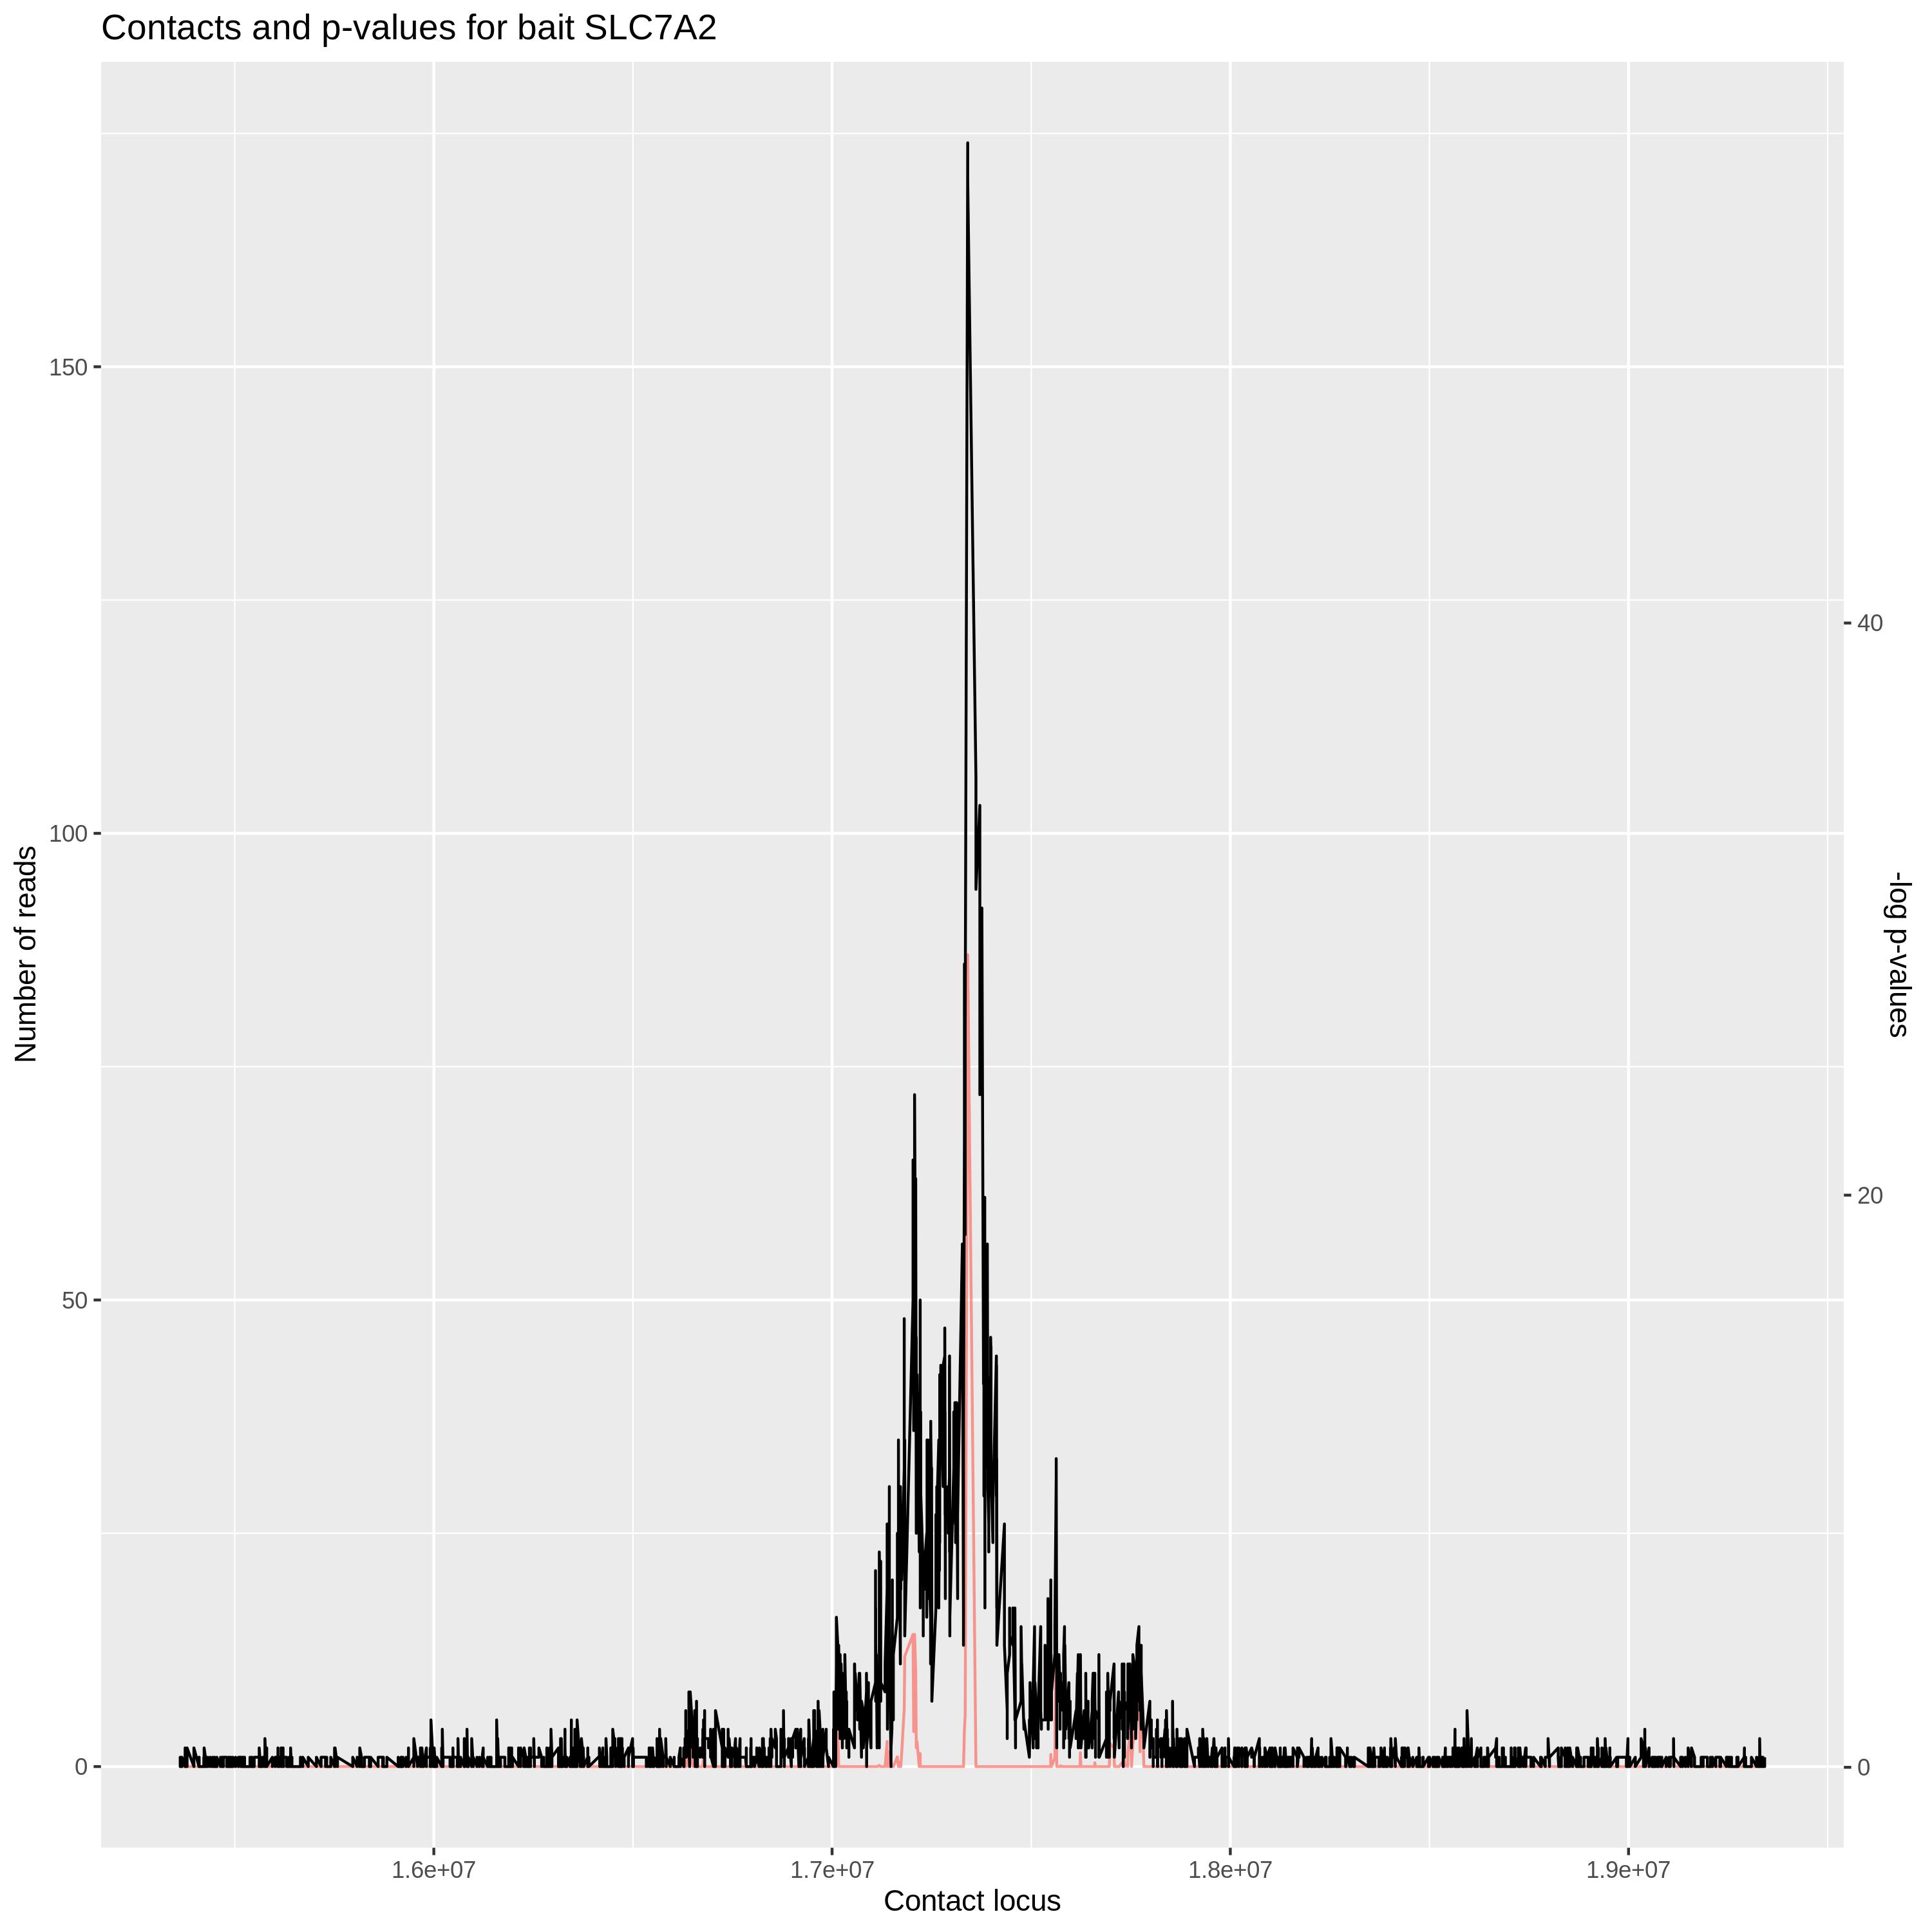 Contacts and p-values for bait SLC7A2
150
100
50
0
Number of reads
40
20
0
-log p-values
1.6e+07
1.7e+07
1.8e+07
1.9e+07
Contact locus